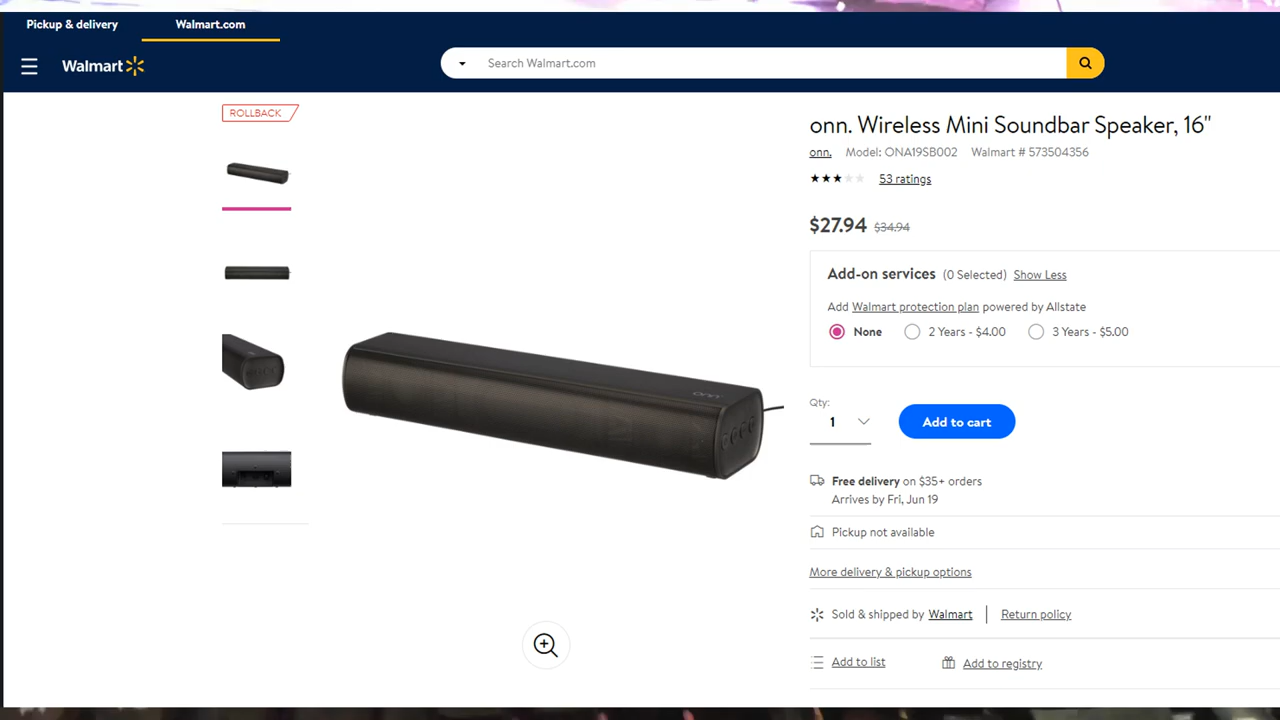 Pickup & delivery
Walmart.com
Walmart
Search Walmart.com
ROLLBACK
onn. Wireless Mini Soundbar Speaker, 16"
onn. Model: ONA19SB002 Walmart # 573504356
53 ratings
$27.94 $34.94
Add-on services (0 Selected) Show Less
Add Walmart protection plan powered by Allstate
None 2 Years - $4.00 3 Years - $5.00
onn.
Qty:
1
Add to cart
Free delivery on $35+ orders
Arrives by Fri, Jun 19
Pickup not available
More delivery & pickup options
Sold & shipped by Walmart | Return policy
Add to list
Add to registry